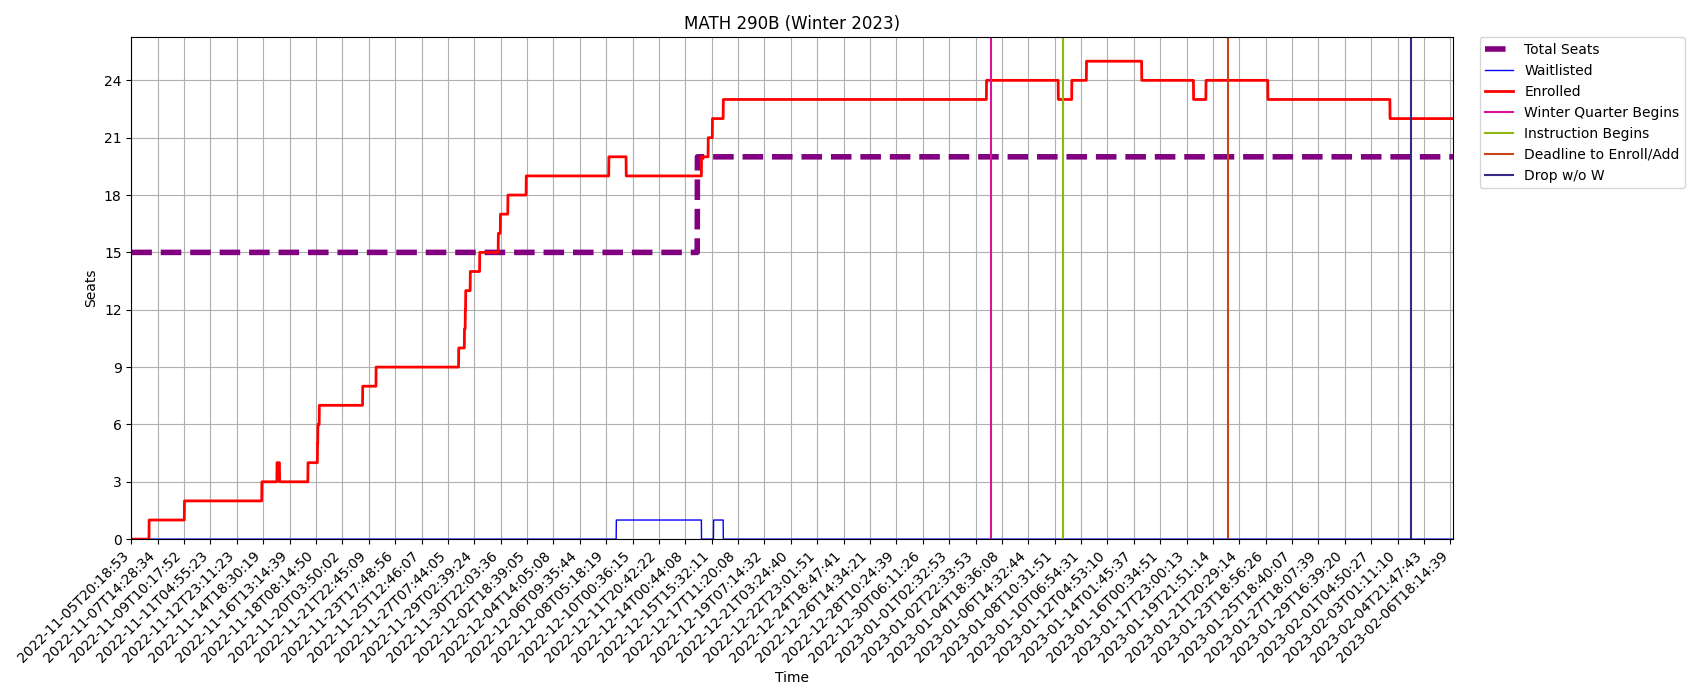 MATH 290B (Winter 2023)
Total Seats
Waitlisted
Enrolled
Winter Quarter Begins
Instruction Begins
Deadline to Enroll/Add
Drop w/o W
Seats
24
21
18
15
12
9
6
3
0
2022-11-05T20:18:53
2022-11-07T14:28:34
2022-11-09T10:17:52
2022-11-11T04:55:23
2022-11-12T23:11:23
2022-11-14T18:30:19
2022-11-16T13:14:39
2022-11-18T08:14:50
2022-11-20T03:50:02
2022-11-21T22:45:09
2022-11-23T17:48:56
2022-11-25T12:46:07
2022-11-27T07:44:05
2022-11-29T02:39:24
2022-11-30T22:03:36
2022-12-02T18:39:05
2022-12-04T14:05:08
2022-12-06T09:35:44
2022-12-08T05:18:19
2022-12-10T00:36:15
2022-12-11T20:42:22
2022-12-14T00:44:08
2022-12-15T15:32:11
2022-12-17T11:20:08
2022-12-19T07:14:32
2022-12-21T03:24:40
2022-12-22T23:01:51
2022-12-24T18:47:41
2022-12-26T14:34:21
2022-12-28T10:24:39
2022-12-30T06:11:26
2023-01-01T02:32:53
2023-01-02T22:33:53
2023-01-04T18:36:08
2023-01-06T14:32:44
2023-01-08T10:31:51
2023-01-10T06:54:31
2023-01-12T04:53:10
2023-01-14T01:45:37
2023-01-16T00:34:51
2023-01-17T23:00:13
2023-01-19T21:51:14
2023-01-21T20:29:14
2023-01-23T18:56:26
2023-01-25T18:40:07
2023-01-27T18:07:39
2023-01-29T16:39:20
2023-02-01T04:50:27
2023-02-03T01:11:10
2023-02-04T21:47:43
2023-02-06T18:14:39
Time